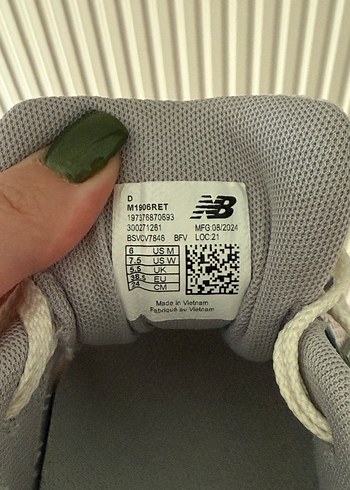 D
M1906RET
197376870693
300271261 MFG:08/2024
BSVCV7846 BFV LOC:21
NB
6 US M
7.5 US W
5.5 UK
38.5 EU
24 CM
Made in Vietnam
Fabriqué au Vietnam